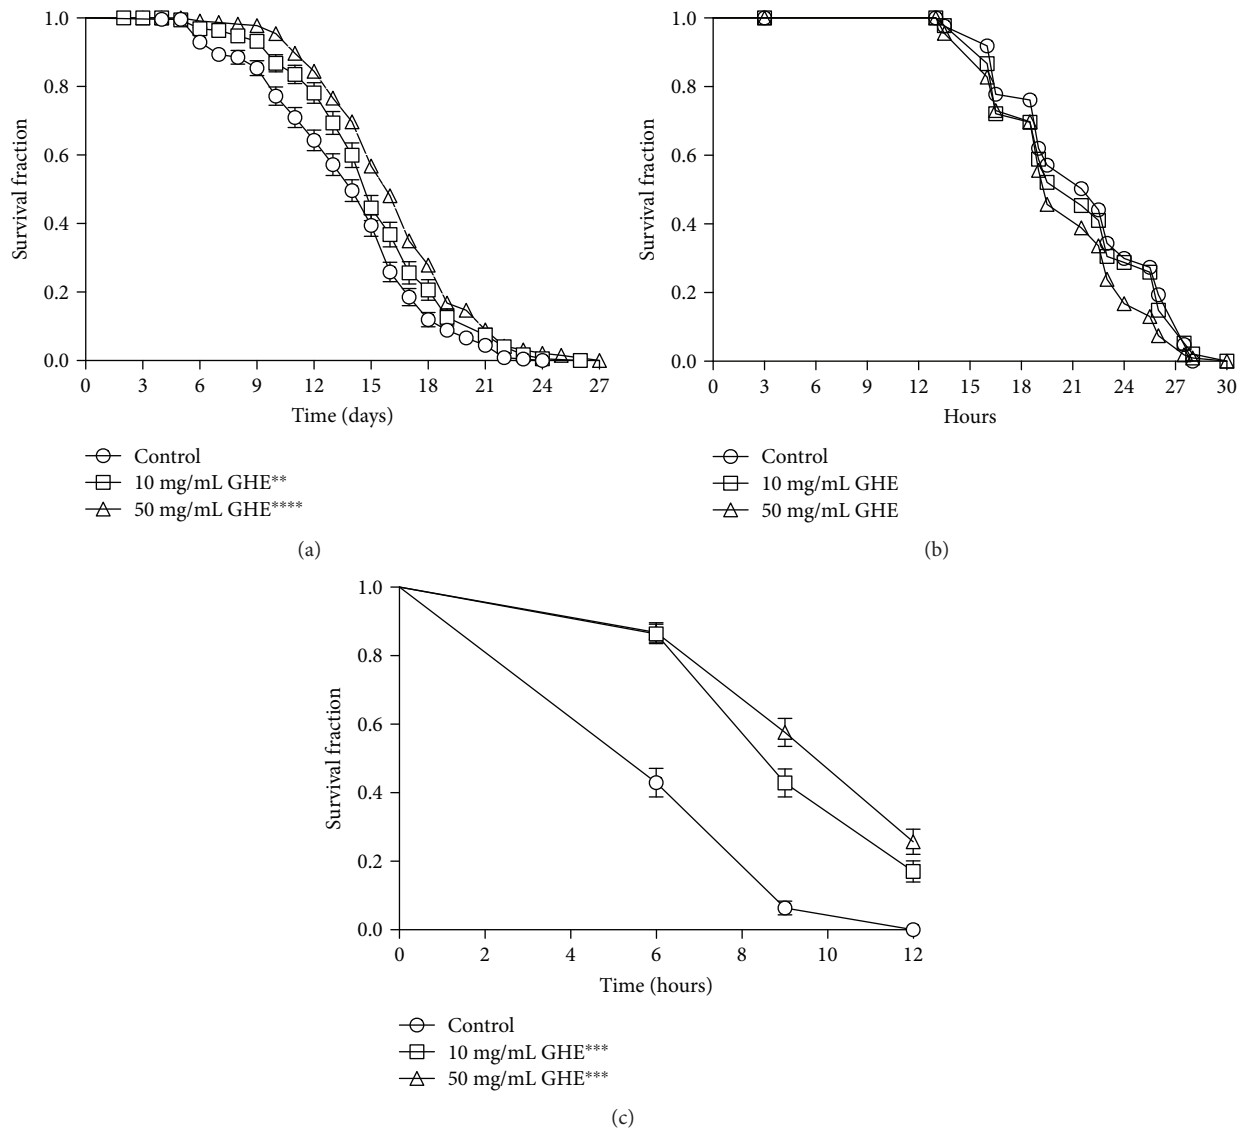 1.0
0.8
0.6
0.4
0.2
0.0
Survival fraction
0 3 6 9 12 15 18 21 24 27
Time (days)
Control
10 mg/mL GHE**
50 mg/mL GHE****
(a)
1.0
0.8
0.6
0.4
0.2
0.0
Survival fraction
0 3 6 9 12 15 18 21 24 27 30
Hours
Control
10 mg/mL GHE
50 mg/mL GHE
(b)
1.0
0.8
0.6
0.4
0.2
0.0
Survival fraction
0 2 4 6 8 10 12
Time (hours)
Control
10 mg/mL GHE***
50 mg/mL GHE***
(c)